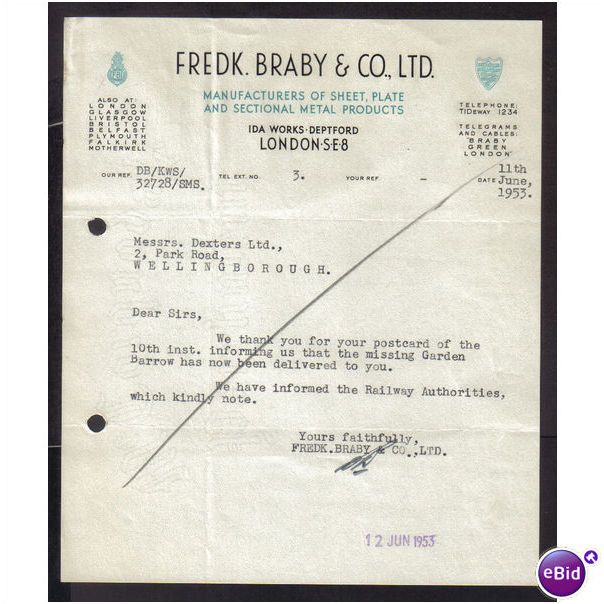 FREDK. BRABY & CO., LTD.
MANUFACTURERS OF SHEET, PLATE
AND SECTIONAL METAL PRODUCTS
IDA WORKS·DEPTFORD
LONDON·S·E·8
ALSO AT:
LONDON
GLASGOW
LIVERPOOL
BRISTOL
BELFAST
PLYMOUTH
FALKIRK
MOTHERWELL
TELEPHONE:
TIDEWAY 1234
TELEGRAMS
AND CABLES:
"BRABY
GREEN
LONDON"
OUR REF. DB/KWS/
32728/SMS.
TEL EXT. NO. 3.
YOUR REF -
DATE 11th
June,
1953.
Messrs. Dexters Ltd.,
2, Park Road,
WELLINGBOROUGH.
Dear Sirs,
We thank you for your postcard of the
10th inst. informing us that the missing Garden
Barrow has now been delivered to you.
We have informed the Railway Authorities,
which kindly note.
Yours faithfully,
FREDK.BRABY & CO.,LTD.
12 JUN 1953
eBid